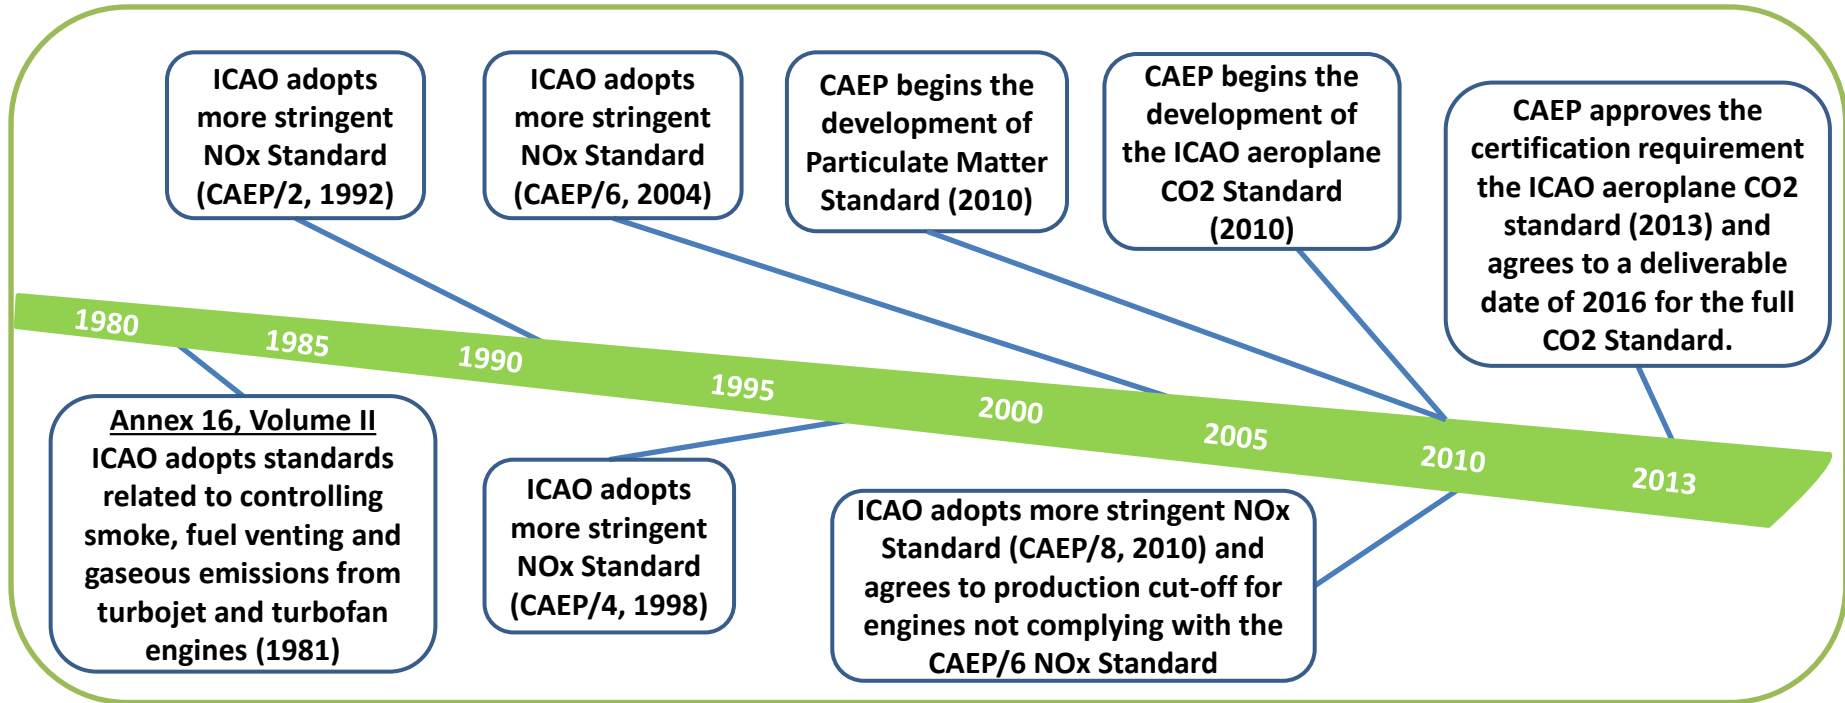 ICAO adopts
more stringent
NOx Standard
(CAEP/2, 1992)
ICAO adopts
more stringent
NOx Standard
(CAEP/6, 2004)
CAEP begins the
development of
Particulate Matter
Standard (2010)
CAEP begins the
development of
the ICAO aeroplane
CO2 Standard
(2010)
CAEP approves the
certification requirement
the ICAO aeroplane CO2
standard (2013) and
agrees to a deliverable
date of 2016 for the full
CO2 Standard.
1980
1985
1990
1995
2000
2005
2010
2013
Annex 16, Volume II
ICAO adopts standards
related to controlling
smoke, fuel venting and
gaseous emissions from
turbojet and turbofan
engines (1981)
ICAO adopts
more stringent
NOx Standard
(CAEP/4, 1998)
ICAO adopts more stringent NOx
Standard (CAEP/8, 2010) and
agrees to production cut-off for
engines not complying with the
CAEP/6 NOx Standard